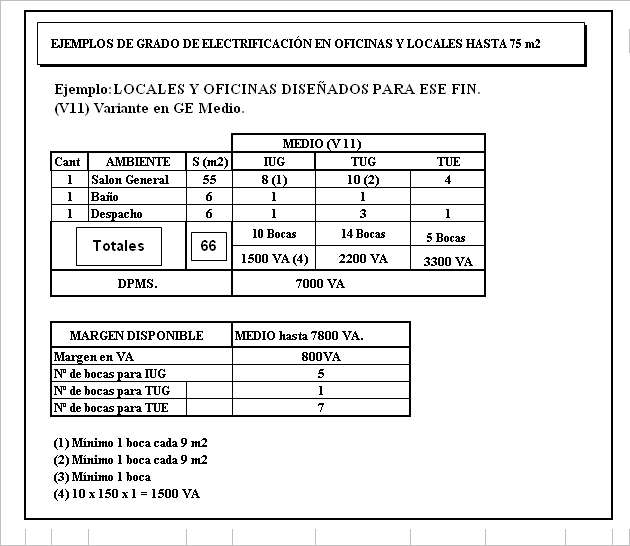 EJEMPLOS DE GRADO DE ELECTRIFICACIÓN EN OFICINAS Y LOCALES HASTA 75 m2
Ejemplo: LOCALES Y OFICINAS DISEÑADOS PARA ESE FIN.
(V11) Variante en GE Medio.
MEDIO (V 11)
Cant AMBIENTE S (m2) IUG TUG TUE
1 Salon General 55 8 (1) 10 (2) 4
1 Baño 6 1 1
1 Despacho 6 1 3 1
Totales 66 10 Bocas 14 Bocas 5 Bocas
1500 VA (4) 2200 VA 3300 VA
DPMS. 7000 VA
MARGEN DISPONIBLE MEDIO hasta 7800 VA.
Margen en VA 800VA
Nº de bocas para IUG 5
Nº de bocas para TUG 1
Nº de bocas para TUE 7
(1) Mínimo 1 boca cada 9 m2
(2) Mínimo 1 boca cada 9 m2
(3) Mínimo 1 boca
(4) 10 x 150 x 1 = 1500 VA